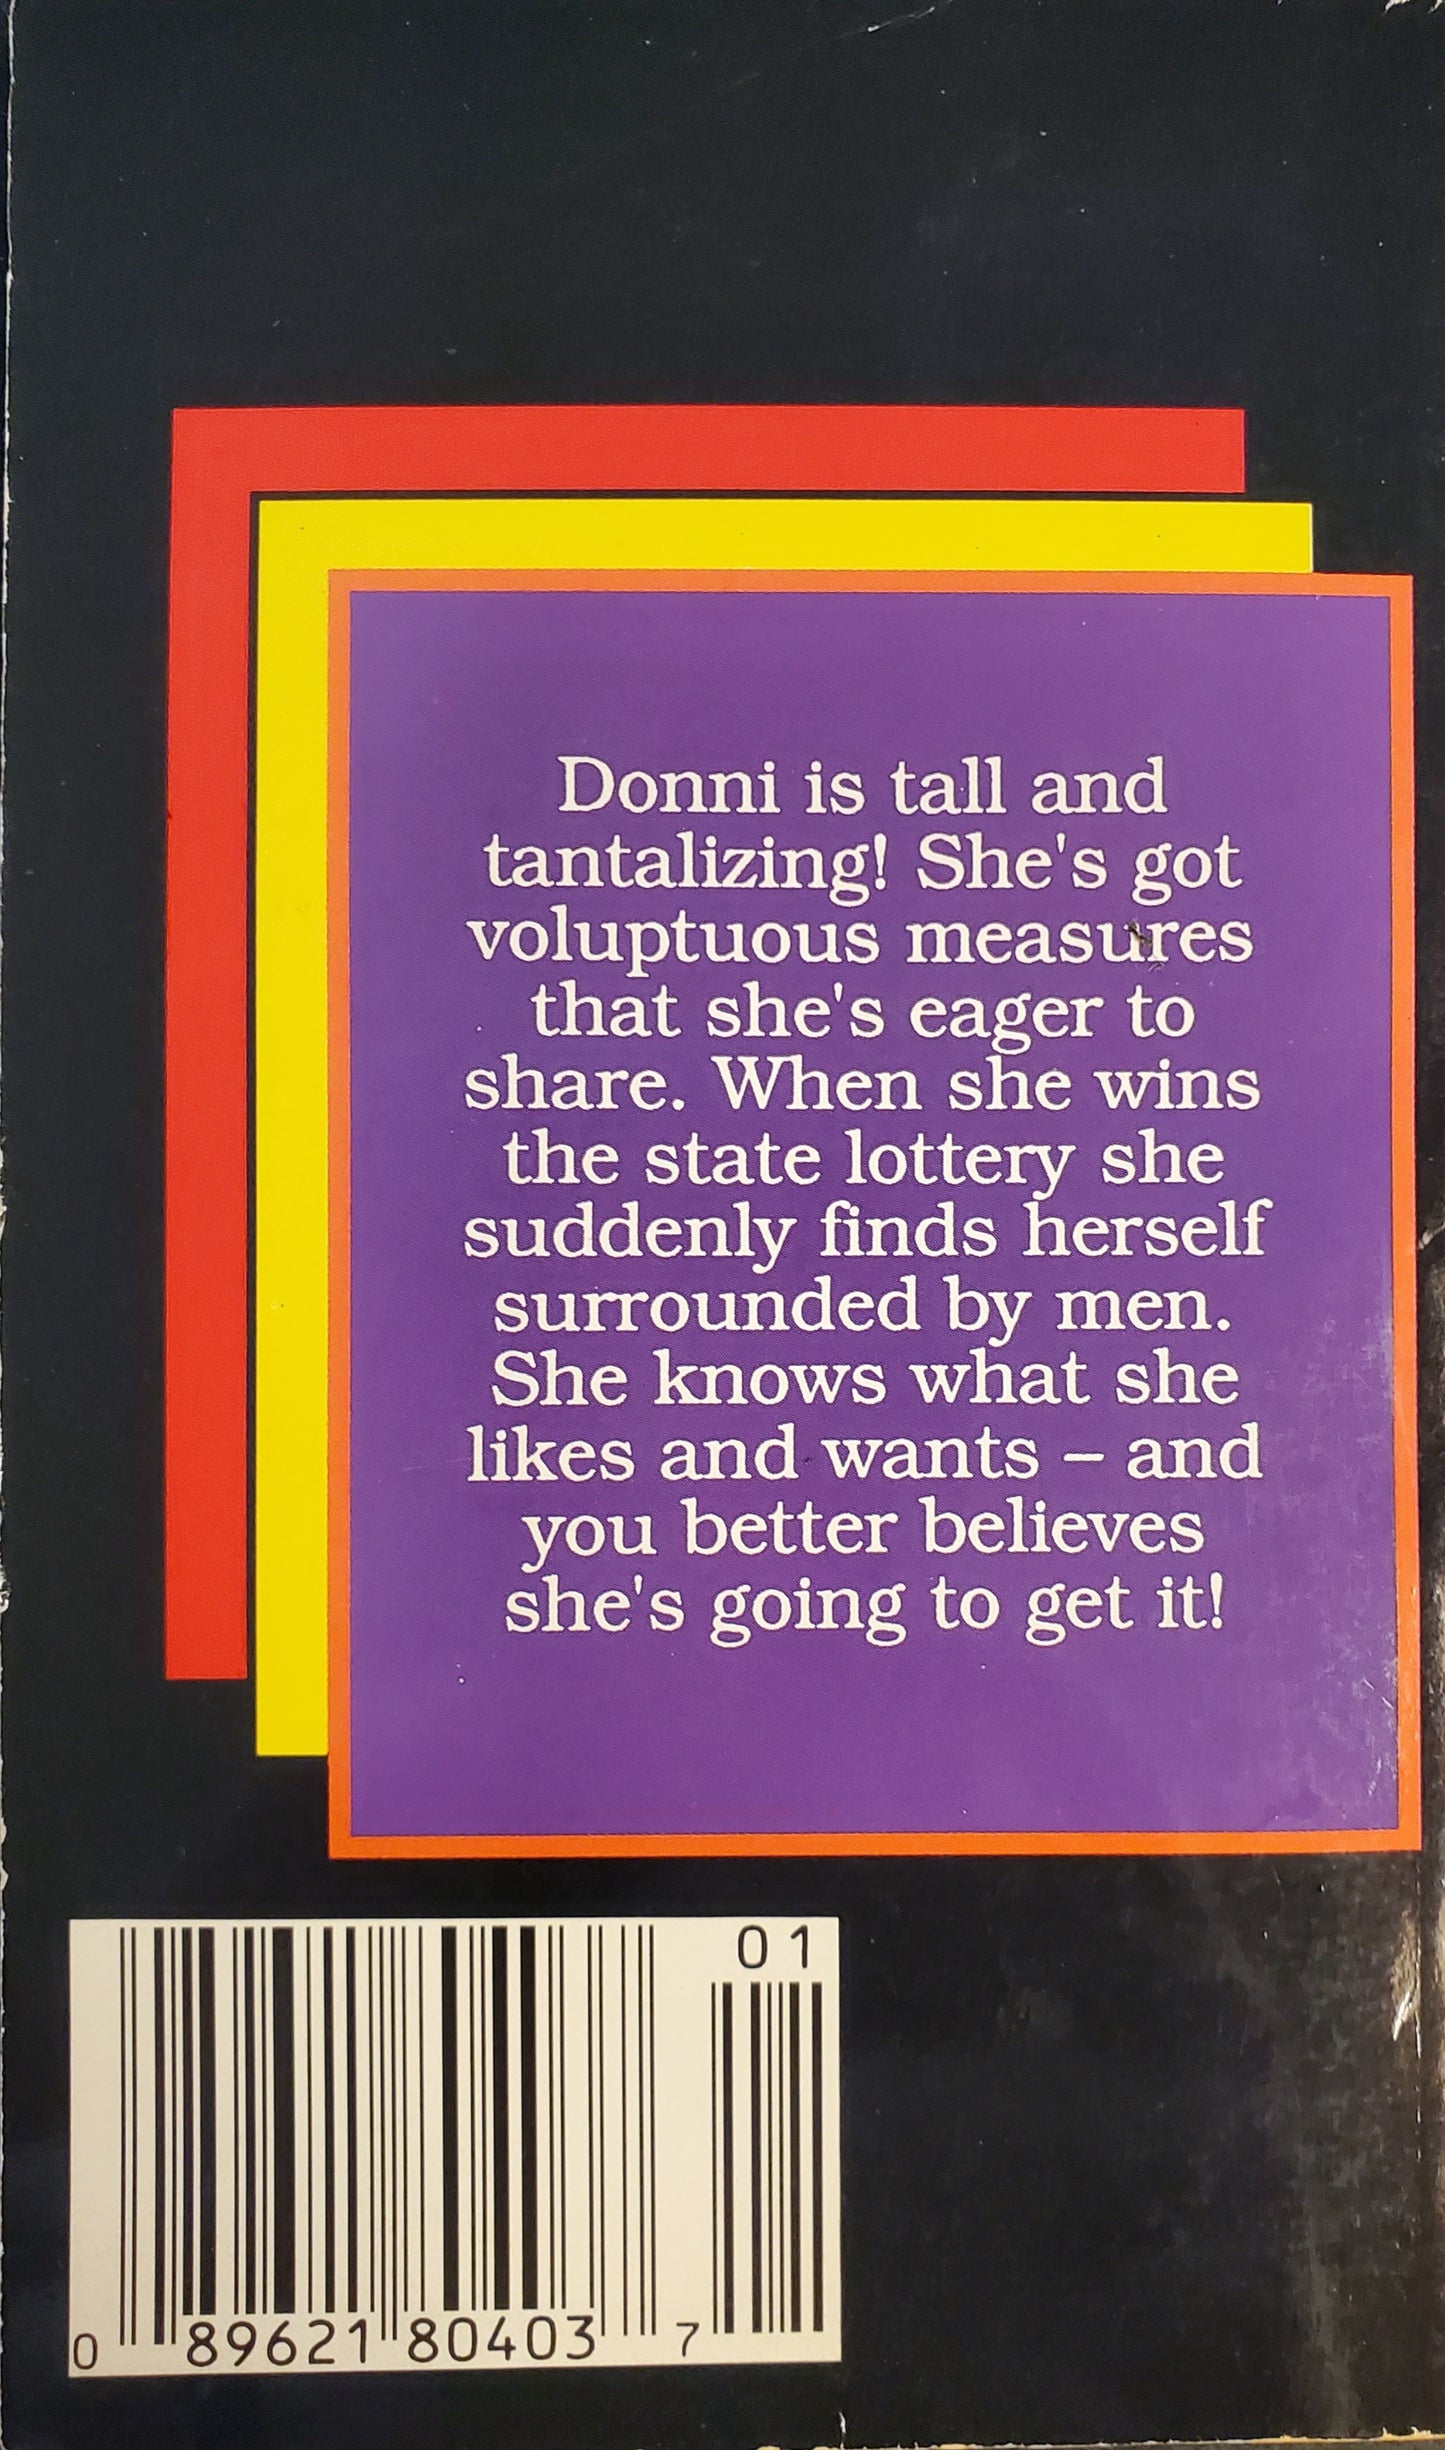 Donni is tall and
tantalizing! She's got
voluptuous measures
that she's eager to
share. When she wins
the state lottery she
suddenly finds herself
surrounded by men.
She knows what she
likes and wants – and
you better believes
she's going to get it!
01
0 89621 80403 7